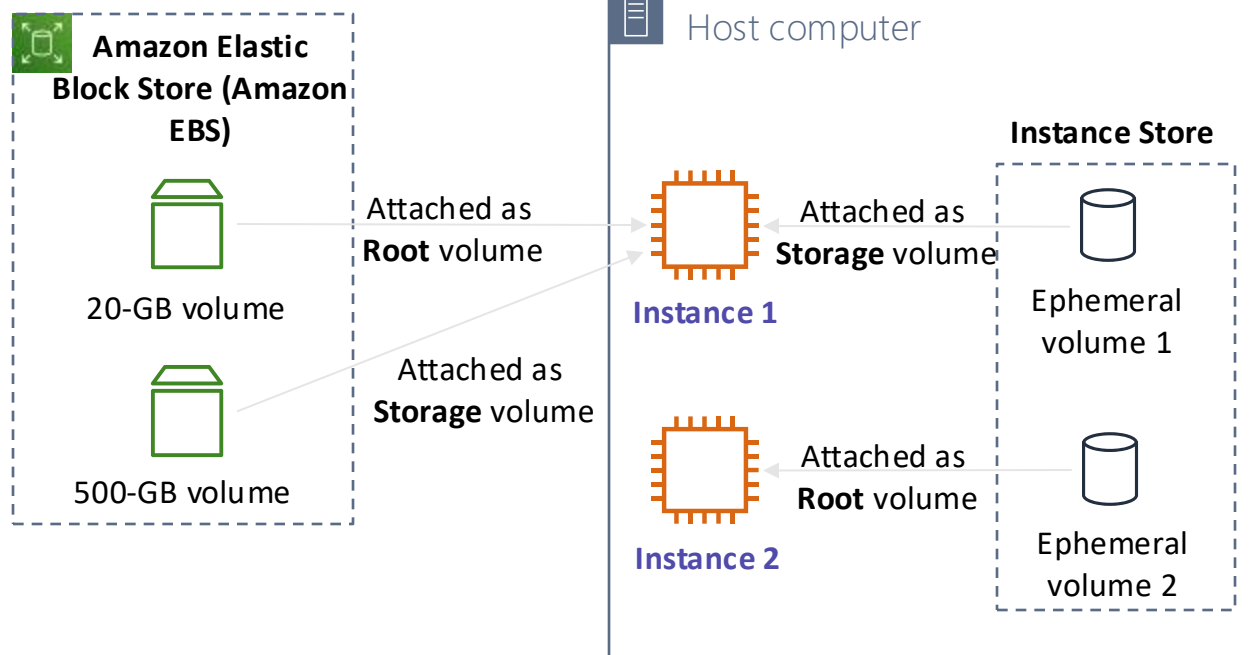 Amazon Elastic
Block Store (Amazon
EBS)
20-GB volume
500-GB volume
Attached as
Root volume
Attached as
Storage volume
Host computer
Instance 1
Instance 2
Attached as
Storage volume
Attached as
Root volume
Instance Store
Ephemeral
volume 1
Ephemeral
volume 2